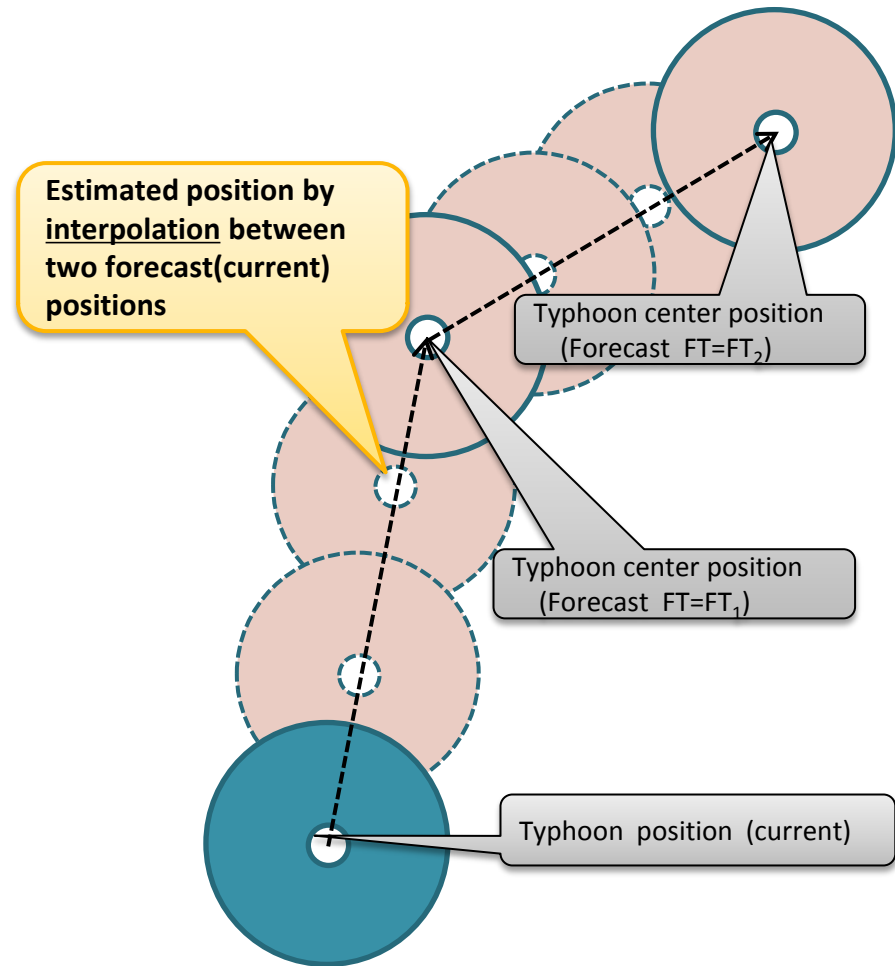 Estimated position by
interpolation between
two forecast(current)
positions
Typhoon center position
(Forecast FT=FT₂)
Typhoon center position
(Forecast FT=FT₁)
Typhoon position (current)